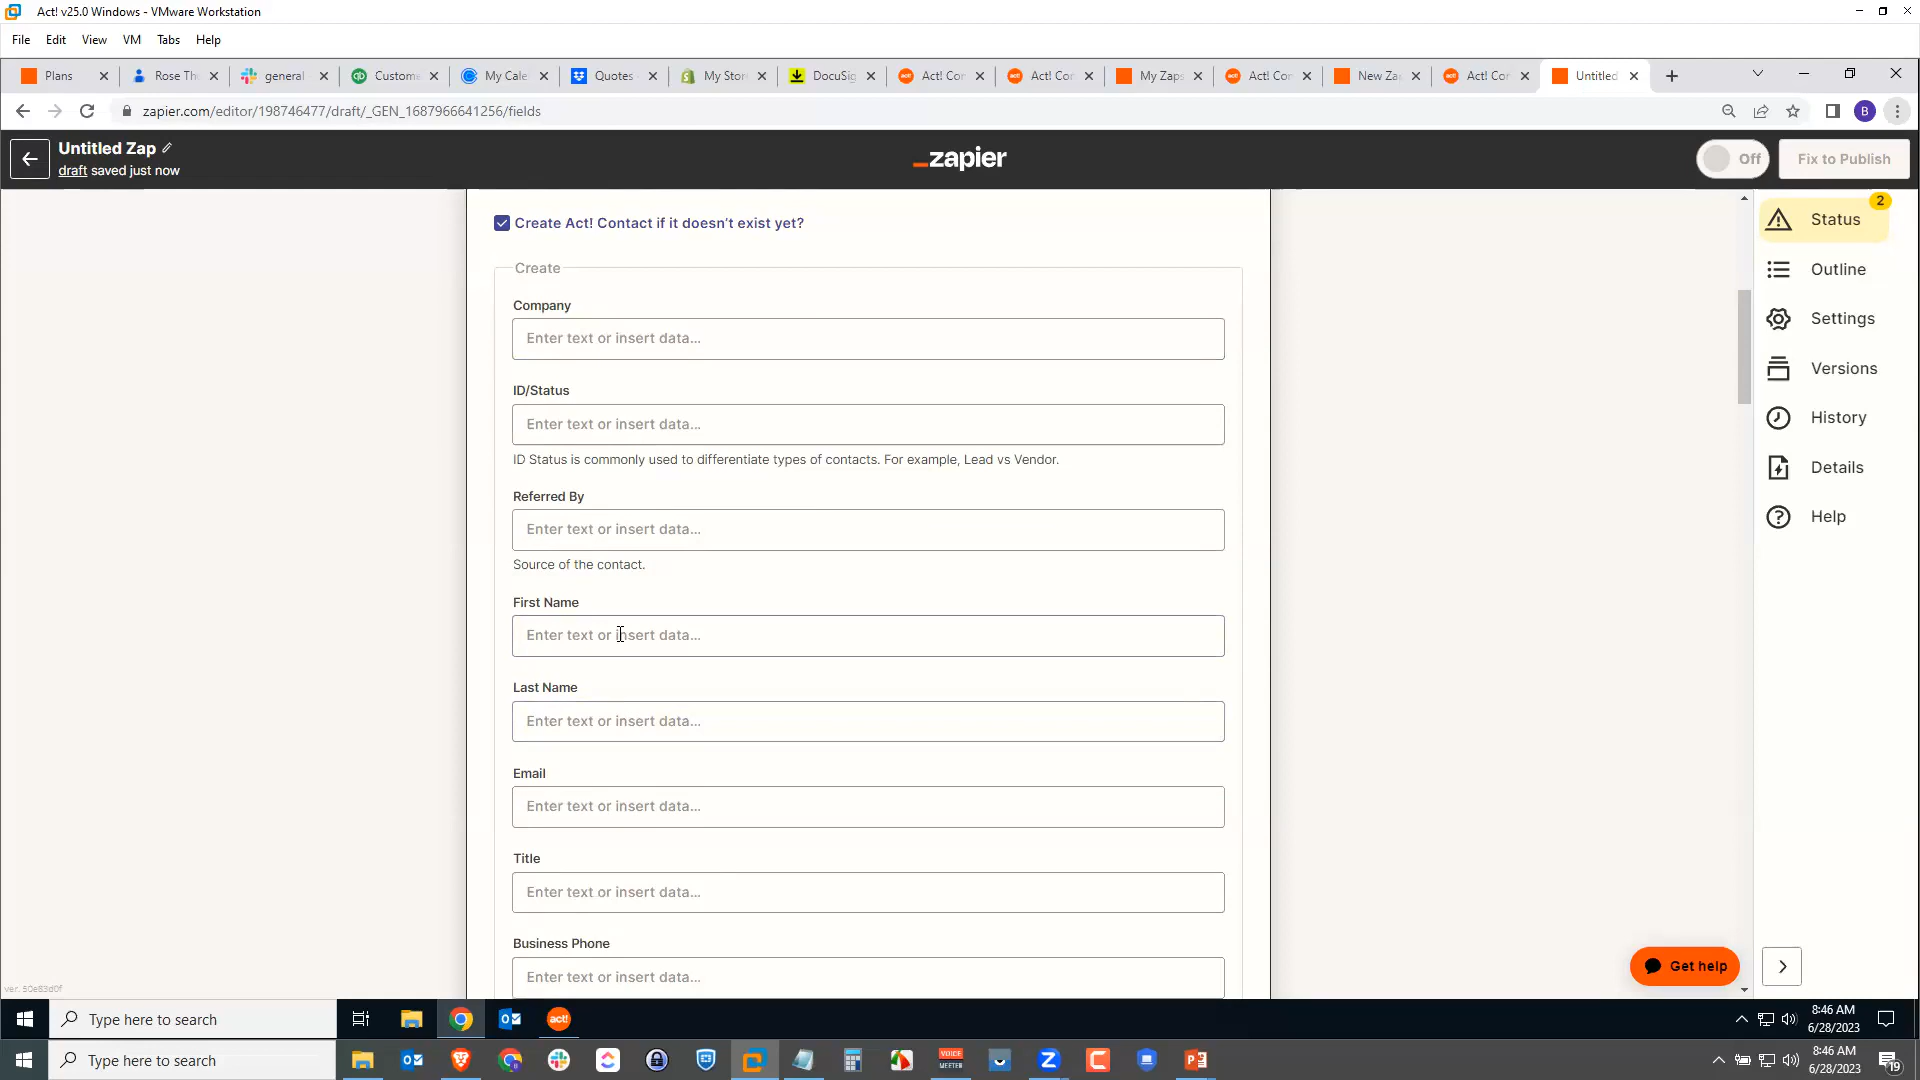 Act! v25.0 Windows - VMware Workstation
File Edit View VM Tabs Help
Plans Rose Th general Custome My Cale Quotes My Stor DocuSig Act! Cor Act! Cor My Zaps Act! Cor New Za Act! Cor Untitled
zapier.com/editor/198746477/draft/_GEN_1687966641256/fields B
Untitled Zap
draft saved just now
_zapier
Off
Fix to Publish
Create Act! Contact if it doesn't exist yet?
Create
Company
Enter text or insert data...
ID/Status
Enter text or insert data...
ID Status is commonly used to differentiate types of contacts. For example, Lead vs Vendor.
Referred By
Enter text or insert data...
Source of the contact.
First Name
Enter text or insert data...
Last Name
Enter text or insert data...
Email
Enter text or insert data...
Title
Enter text or insert data...
Business Phone
Enter text or insert data...
2
Status
Outline
Settings
Versions
History
Details
Help
Get help
ver. 50e83d0f
Type here to search
act!
8:46 AM
6/28/2023
Type here to search
VOICE
MEETER
8:46 AM
6/28/2023
19